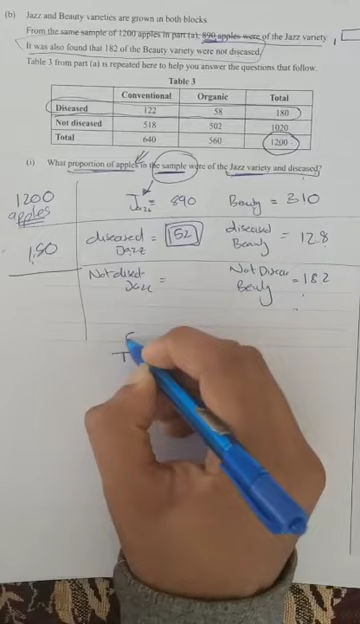 (b) Jazz and Beauty varieties are grown in both blocks.
From the same sample of 1200 apples in part (a), 890 apples were of the Jazz variety.
It was also found that 182 of the Beauty variety were not diseased.
Table 3 from part (a) is repeated here to help you answer the questions that follow.
Table 3
Conventional Organic Total
Diseased 122 58 180
Not diseased 518 502 1020
Total 640 560 1200
(i) What proportion of apples in the sample were of the Jazz variety and diseased?
1200 apples
Jazz = 890 Beauty = 310
180
diseased Jazz = 52 diseased Beauty = 128
Not dised Jazz = Not Disea Beauty = 182